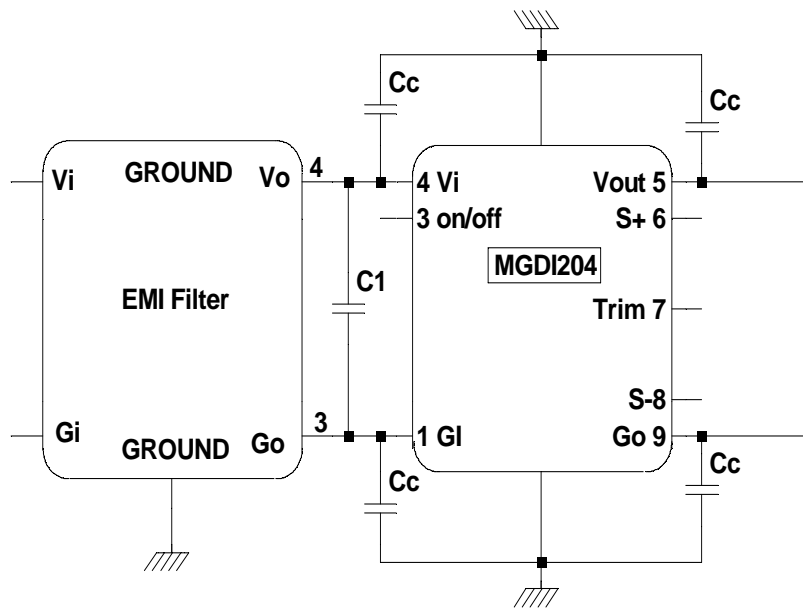 Cc
Cc
Vi
GROUND
Vo
4
4 Vi
Vout 5
3 on/off
S+ 6
MGDI204
C1
EMI Filter
Trim 7
S-8
3
Gi
GROUND
Go
1 GI
Go 9
Cc
Cc